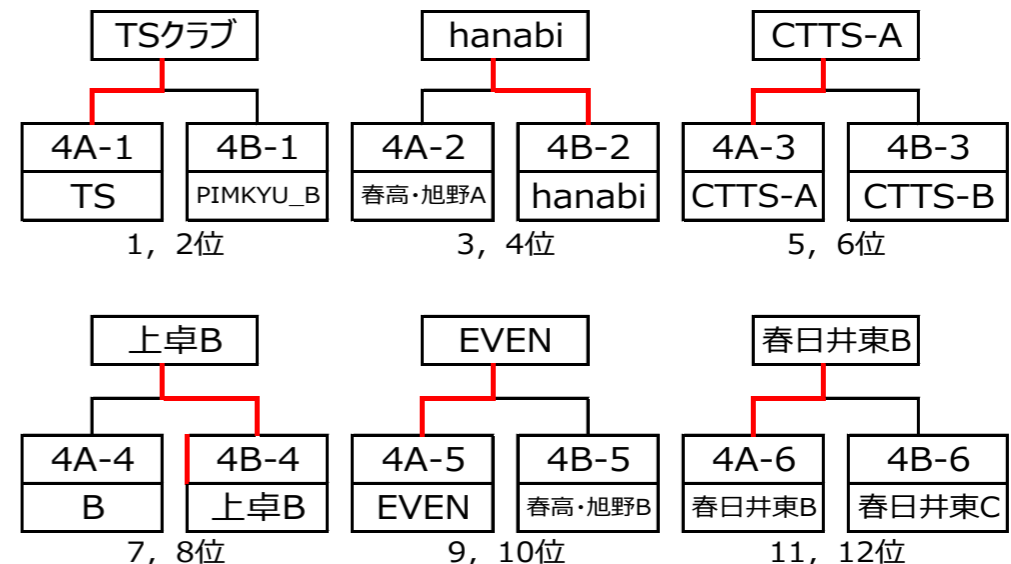 TSクラブ
hanabi
CTTS-A
4A-1
4B-1
4A-2
4B-2
4A-3
4B-3
TS
PIMKYU_B
春高・旭野A
hanabi
CTTS-A
CTTS-B
1，2位
3，4位
5，6位
上卓B
EVEN
春日井東B
4A-4
4B-4
4A-5
4B-5
4A-6
4B-6
B
上卓B
EVEN
春高・旭野B
春日井東B
春日井東C
7，8位
9，10位
11，12位